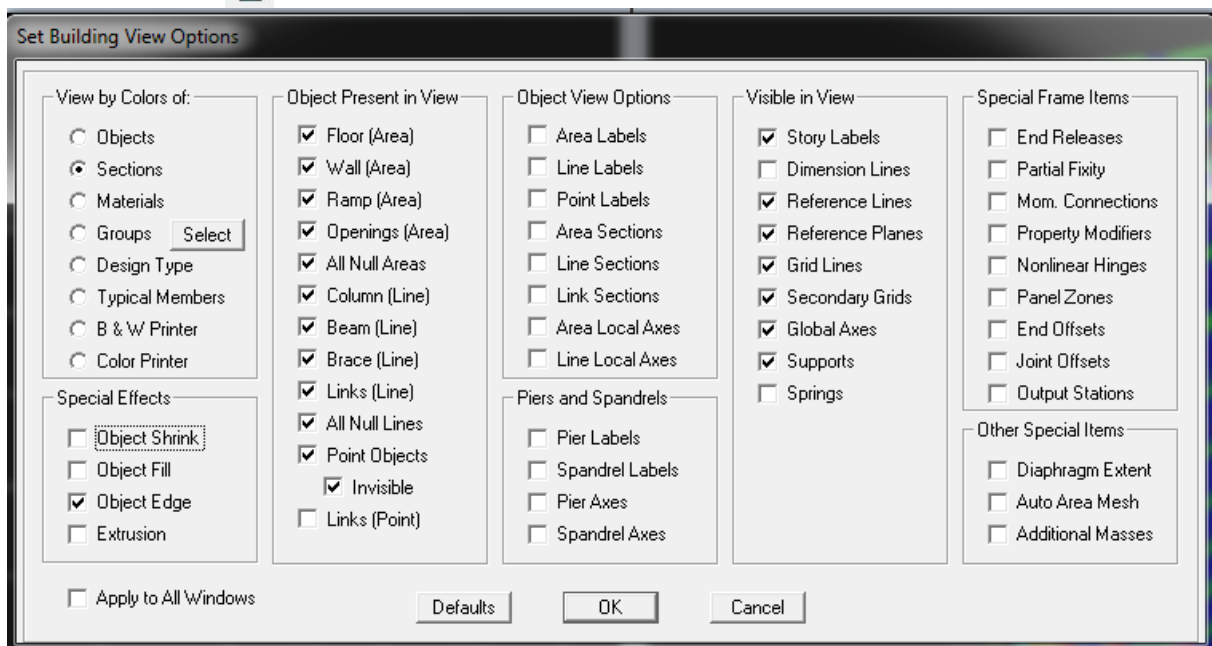 Set Building View Options
View by Colors of:
Objects
Sections
Materials
Groups
Select
Design Type
Typical Members
B & W Printer
Color Printer
Special Effects
Object Shrink
Object Fill
Object Edge
Extrusion
Object Present in View
Floor (Area)
Wall (Area)
Ramp (Area)
Openings (Area)
All Null Areas
Column (Line)
Beam (Line)
Brace (Line)
Links (Line)
All Null Lines
Point Objects
Invisible
Links (Point)
Object View Options
Area Labels
Line Labels
Point Labels
Area Sections
Line Sections
Link Sections
Area Local Axes
Line Local Axes
Piers and Spandrels
Pier Labels
Spandrel Labels
Pier Axes
Spandrel Axes
Visible in View
Story Labels
Dimension Lines
Reference Lines
Reference Planes
Grid Lines
Secondary Grids
Global Axes
Supports
Springs
Special Frame Items
End Releases
Partial Fixity
Mom. Connections
Property Modifiers
Nonlinear Hinges
Panel Zones
End Offsets
Joint Offsets
Output Stations
Other Special Items
Diaphragm Extent
Auto Area Mesh
Additional Masses
Apply to All Windows
Defaults
OK
Cancel